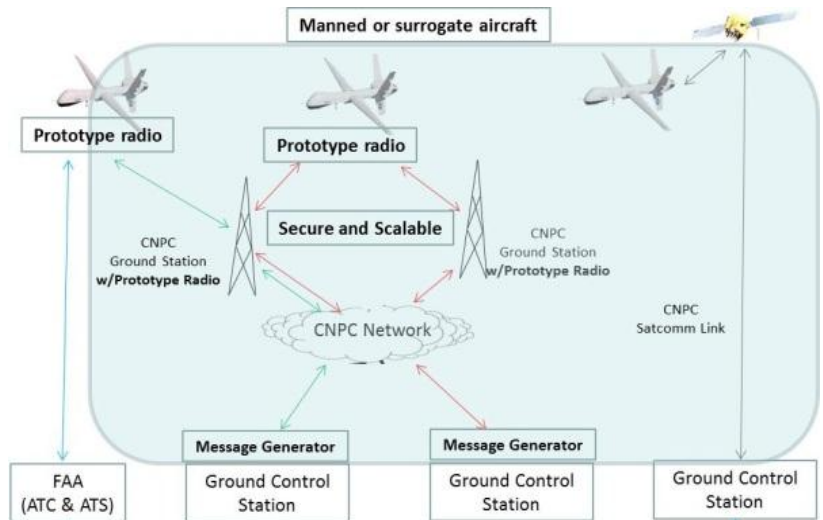 Manned or surrogate aircraft
Prototype radio
Prototype radio
Secure and Scalable
CNPC
Ground Station
w/Prototype Radio
CNPC
Ground Station
w/Prototype Radio
CNPC Network
CNPC
Satcomm Link
Message Generator
Message Generator
FAA
(ATC & ATS)
Ground Control
Station
Ground Control
Station
Ground Control
Station